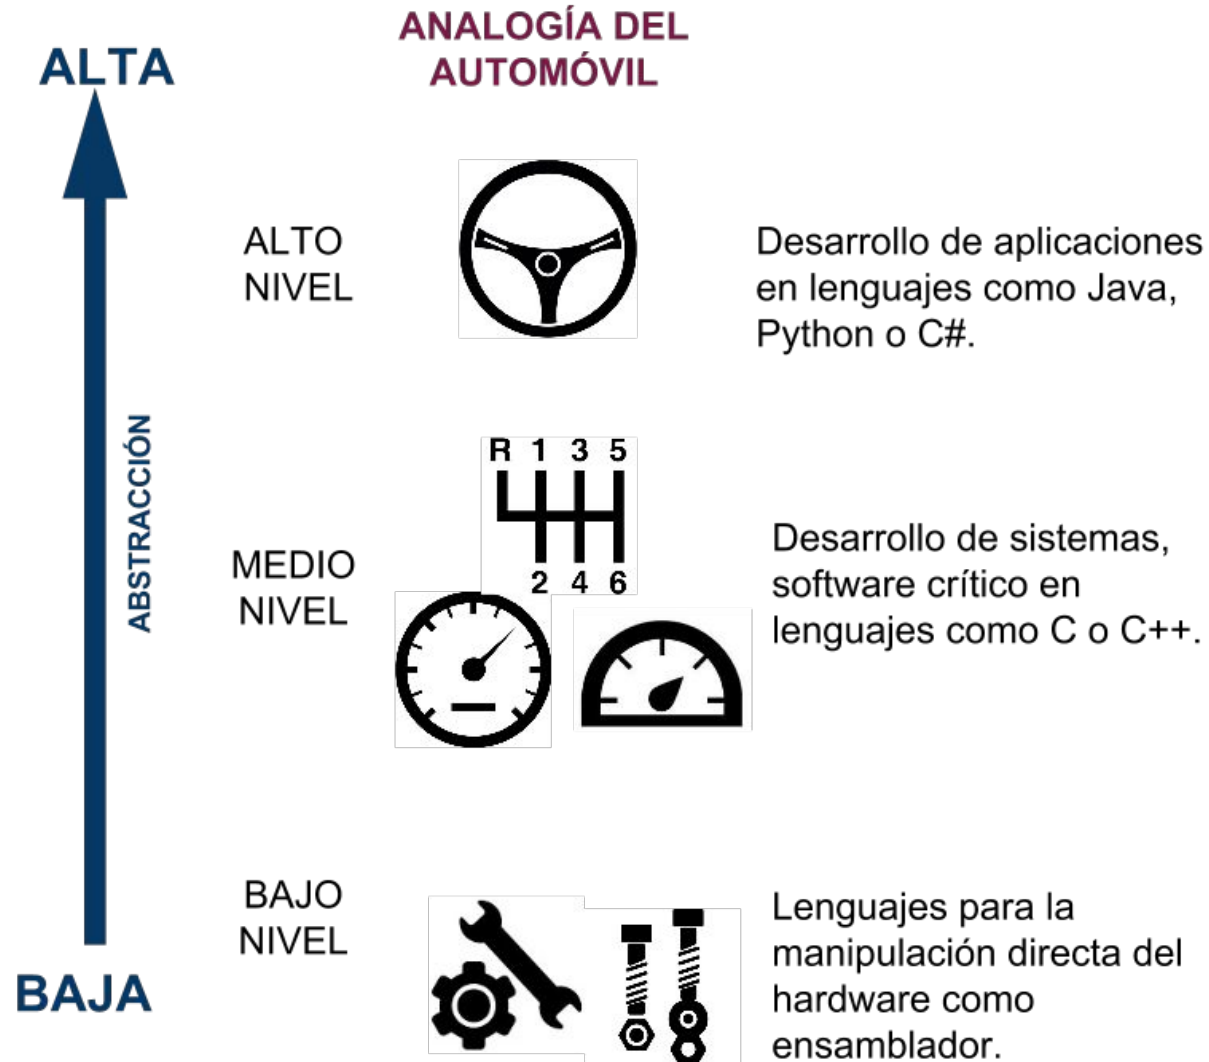 ANALOGÍA DEL
AUTOMÓVIL
ALTA
ALTO
NIVEL
Desarrollo de aplicaciones
en lenguajes como Java,
Python o C#.
ABSTRACCIÓN
R 1 3 5
2 4 6
MEDIO
NIVEL
Desarrollo de sistemas,
software crítico en
lenguajes como C o C++.
BAJO
NIVEL
Lenguajes para la
manipulación directa del
hardware como
ensamblador.
BAJA